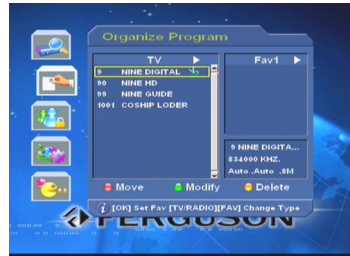 Organize Program
TV
Fav1
9 NINE DIGITAL
90 NINE HD
99 NINE GUIDE
1001 COSHIP LODER
9 NINE DIGITA...
834000 KHZ.
Auto .Auto .8M
Move Modify Delete
[OK] Set Fav [TV/RADIO][FAV] Change Type
FERGUSON